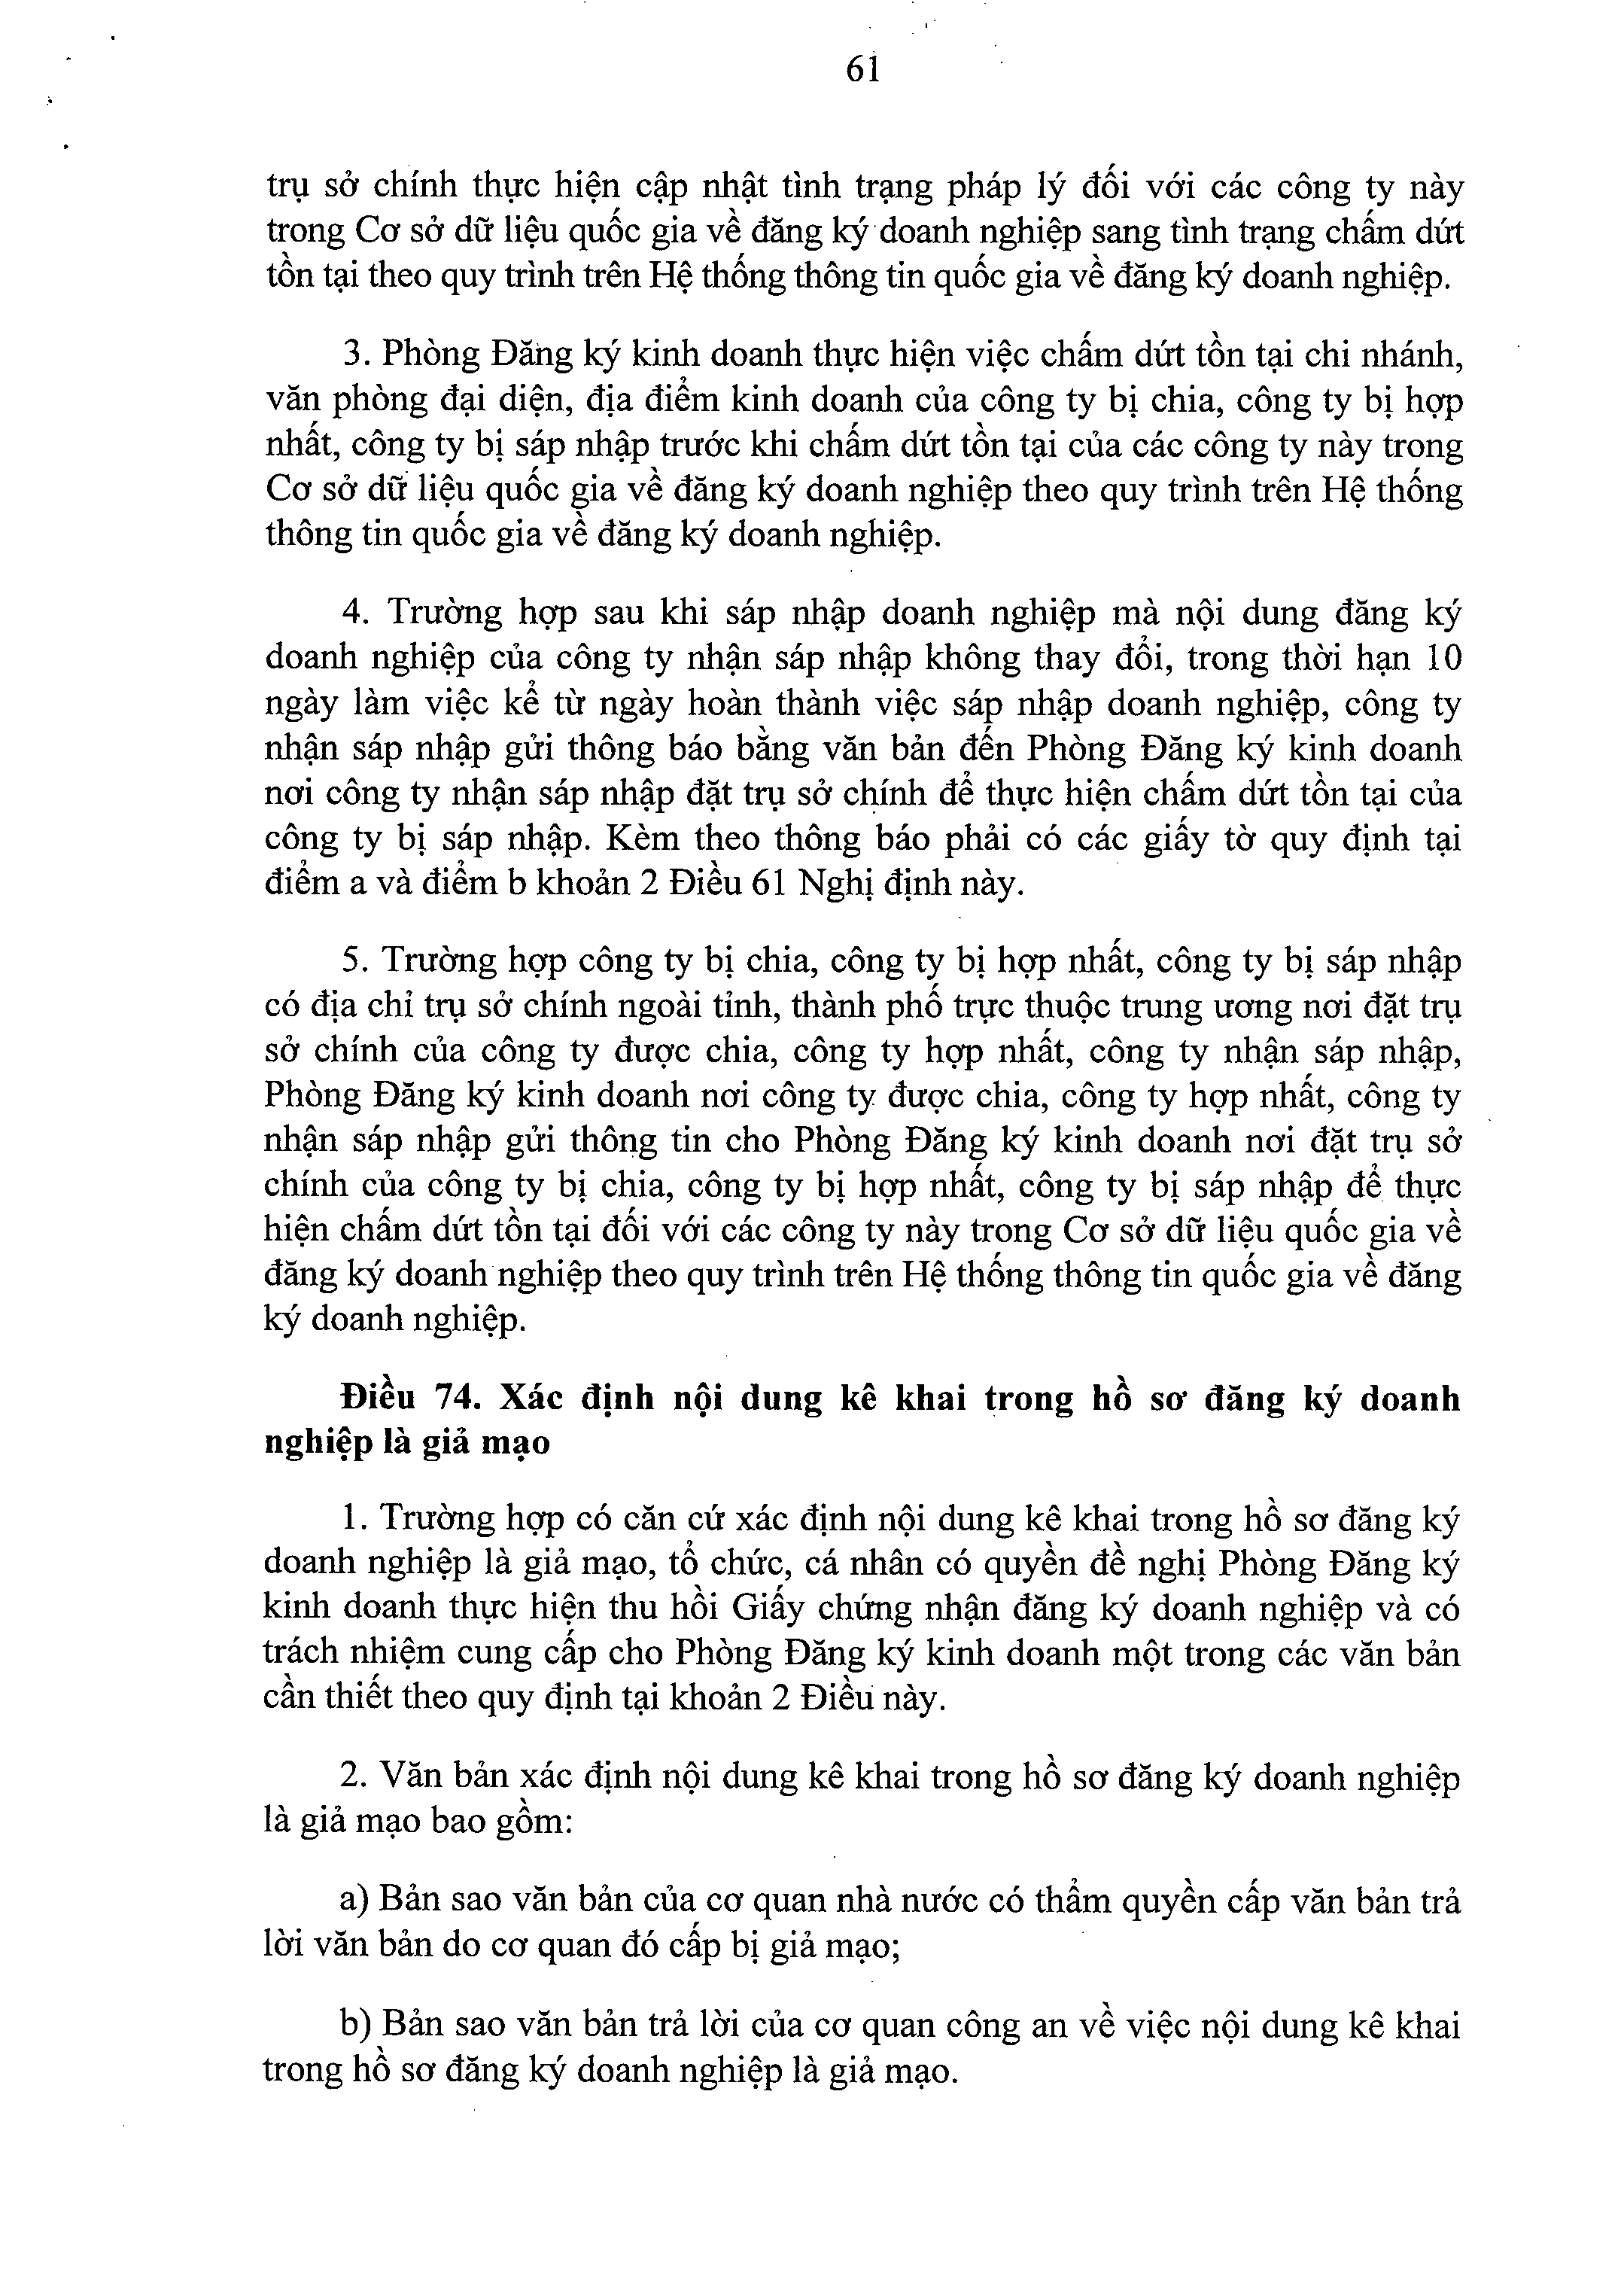 61
trụ sở chính thực hiện cập nhật tình trạng pháp lý đối với các công ty này
trong Cơ sở dữ liệu quốc gia về đăng ký doanh nghiệp sang tình trạng chấm dứt
tồn tại theo quy trình trên Hệ thống thông tin quốc gia về đăng ký doanh nghiệp.
3. Phòng Đăng ký kinh doanh thực hiện việc chấm dứt tồn tại chi nhánh,
văn phòng đại diện, địa điểm kinh doanh của công ty bị chia, công ty bị hợp
nhất, công ty bị sáp nhập trước khi chấm dứt tồn tại của các công ty này trong
Cơ sở dữ liệu quốc gia về đăng ký doanh nghiệp theo quy trình trên Hệ thống
thông tin quốc gia về đăng ký doanh nghiệp.
4. Trường hợp sau khi sáp nhập doanh nghiệp mà nội dung đăng ký
doanh nghiệp của công ty nhận sáp nhập không thay đổi, trong thời hạn 10
ngày làm việc kể từ ngày hoàn thành việc sáp nhập doanh nghiệp, công ty
nhận sáp nhập gửi thông báo bằng văn bản đến Phòng Đăng ký kinh doanh
nơi công ty nhận sáp nhập đặt trụ sở chính để thực hiện chấm dứt tồn tại của
công ty bị sáp nhập. Kèm theo thông báo phải có các giấy tờ quy định tại
điểm a và điểm b khoản 2 Điều 61 Nghị định này.
5. Trường hợp công ty bị chia, công ty bị hợp nhất, công ty bị sáp nhập
có địa chỉ trụ sở chính ngoài tỉnh, thành phố trực thuộc trung ương nơi đặt trụ
sở chính của công ty được chia, công ty hợp nhất, công ty nhận sáp nhập,
Phòng Đăng ký kinh doanh nơi công ty được chia, công ty hợp nhất, công ty
nhận sáp nhập gửi thông tin cho Phòng Đăng ký kinh doanh nơi đặt trụ sở
chính của công ty bị chia, công ty bị hợp nhất, công ty bị sáp nhập để thực
hiện chấm dứt tồn tại đối với các công ty này trong Cơ sở dữ liệu quốc gia về
đăng ký doanh nghiệp theo quy trình trên Hệ thống thông tin quốc gia về đăng
ký doanh nghiệp.
Điều 74. Xác định nội dung kê khai trong hồ sơ đăng ký doanh
nghiệp là giả mạo
1. Trường hợp có căn cứ xác định nội dung kê khai trong hồ sơ đăng ký
doanh nghiệp là giả mạo, tổ chức, cá nhân có quyền đề nghị Phòng Đăng ký
kinh doanh thực hiện thu hồi Giấy chứng nhận đăng ký doanh nghiệp và có
trách nhiệm cung cấp cho Phòng Đăng ký kinh doanh một trong các văn bản
cần thiết theo quy định tại khoản 2 Điều này.
2. Văn bản xác định nội dung kê khai trong hồ sơ đăng ký doanh nghiệp
là giả mạo bao gồm:
a) Bản sao văn bản của cơ quan nhà nước có thẩm quyền cấp văn bản trả
lời văn bản do cơ quan đó cấp bị giả mạo;
b) Bản sao văn bản trả lời của cơ quan công an về việc nội dung kê khai
trong hồ sơ đăng ký doanh nghiệp là giả mạo.